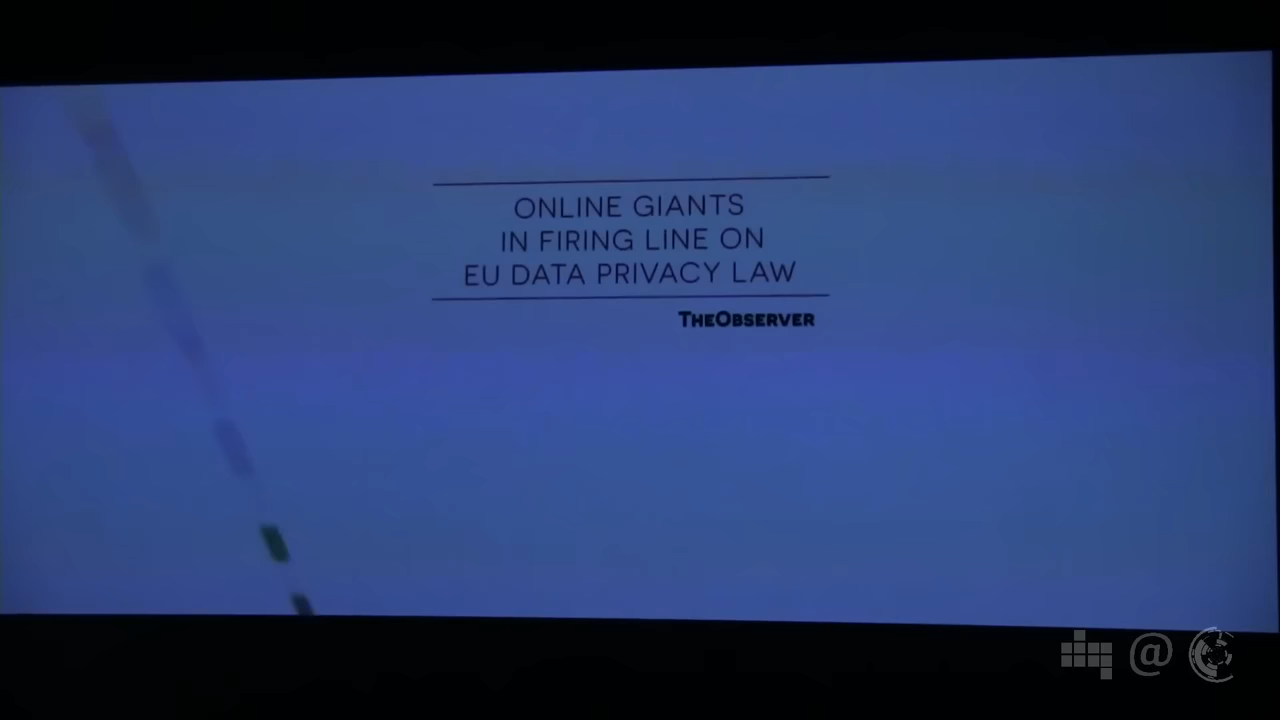 ONLINE GIANTS
IN FIRING LINE ON
EU DATA PRIVACY LAW
THEOBSERVER
@